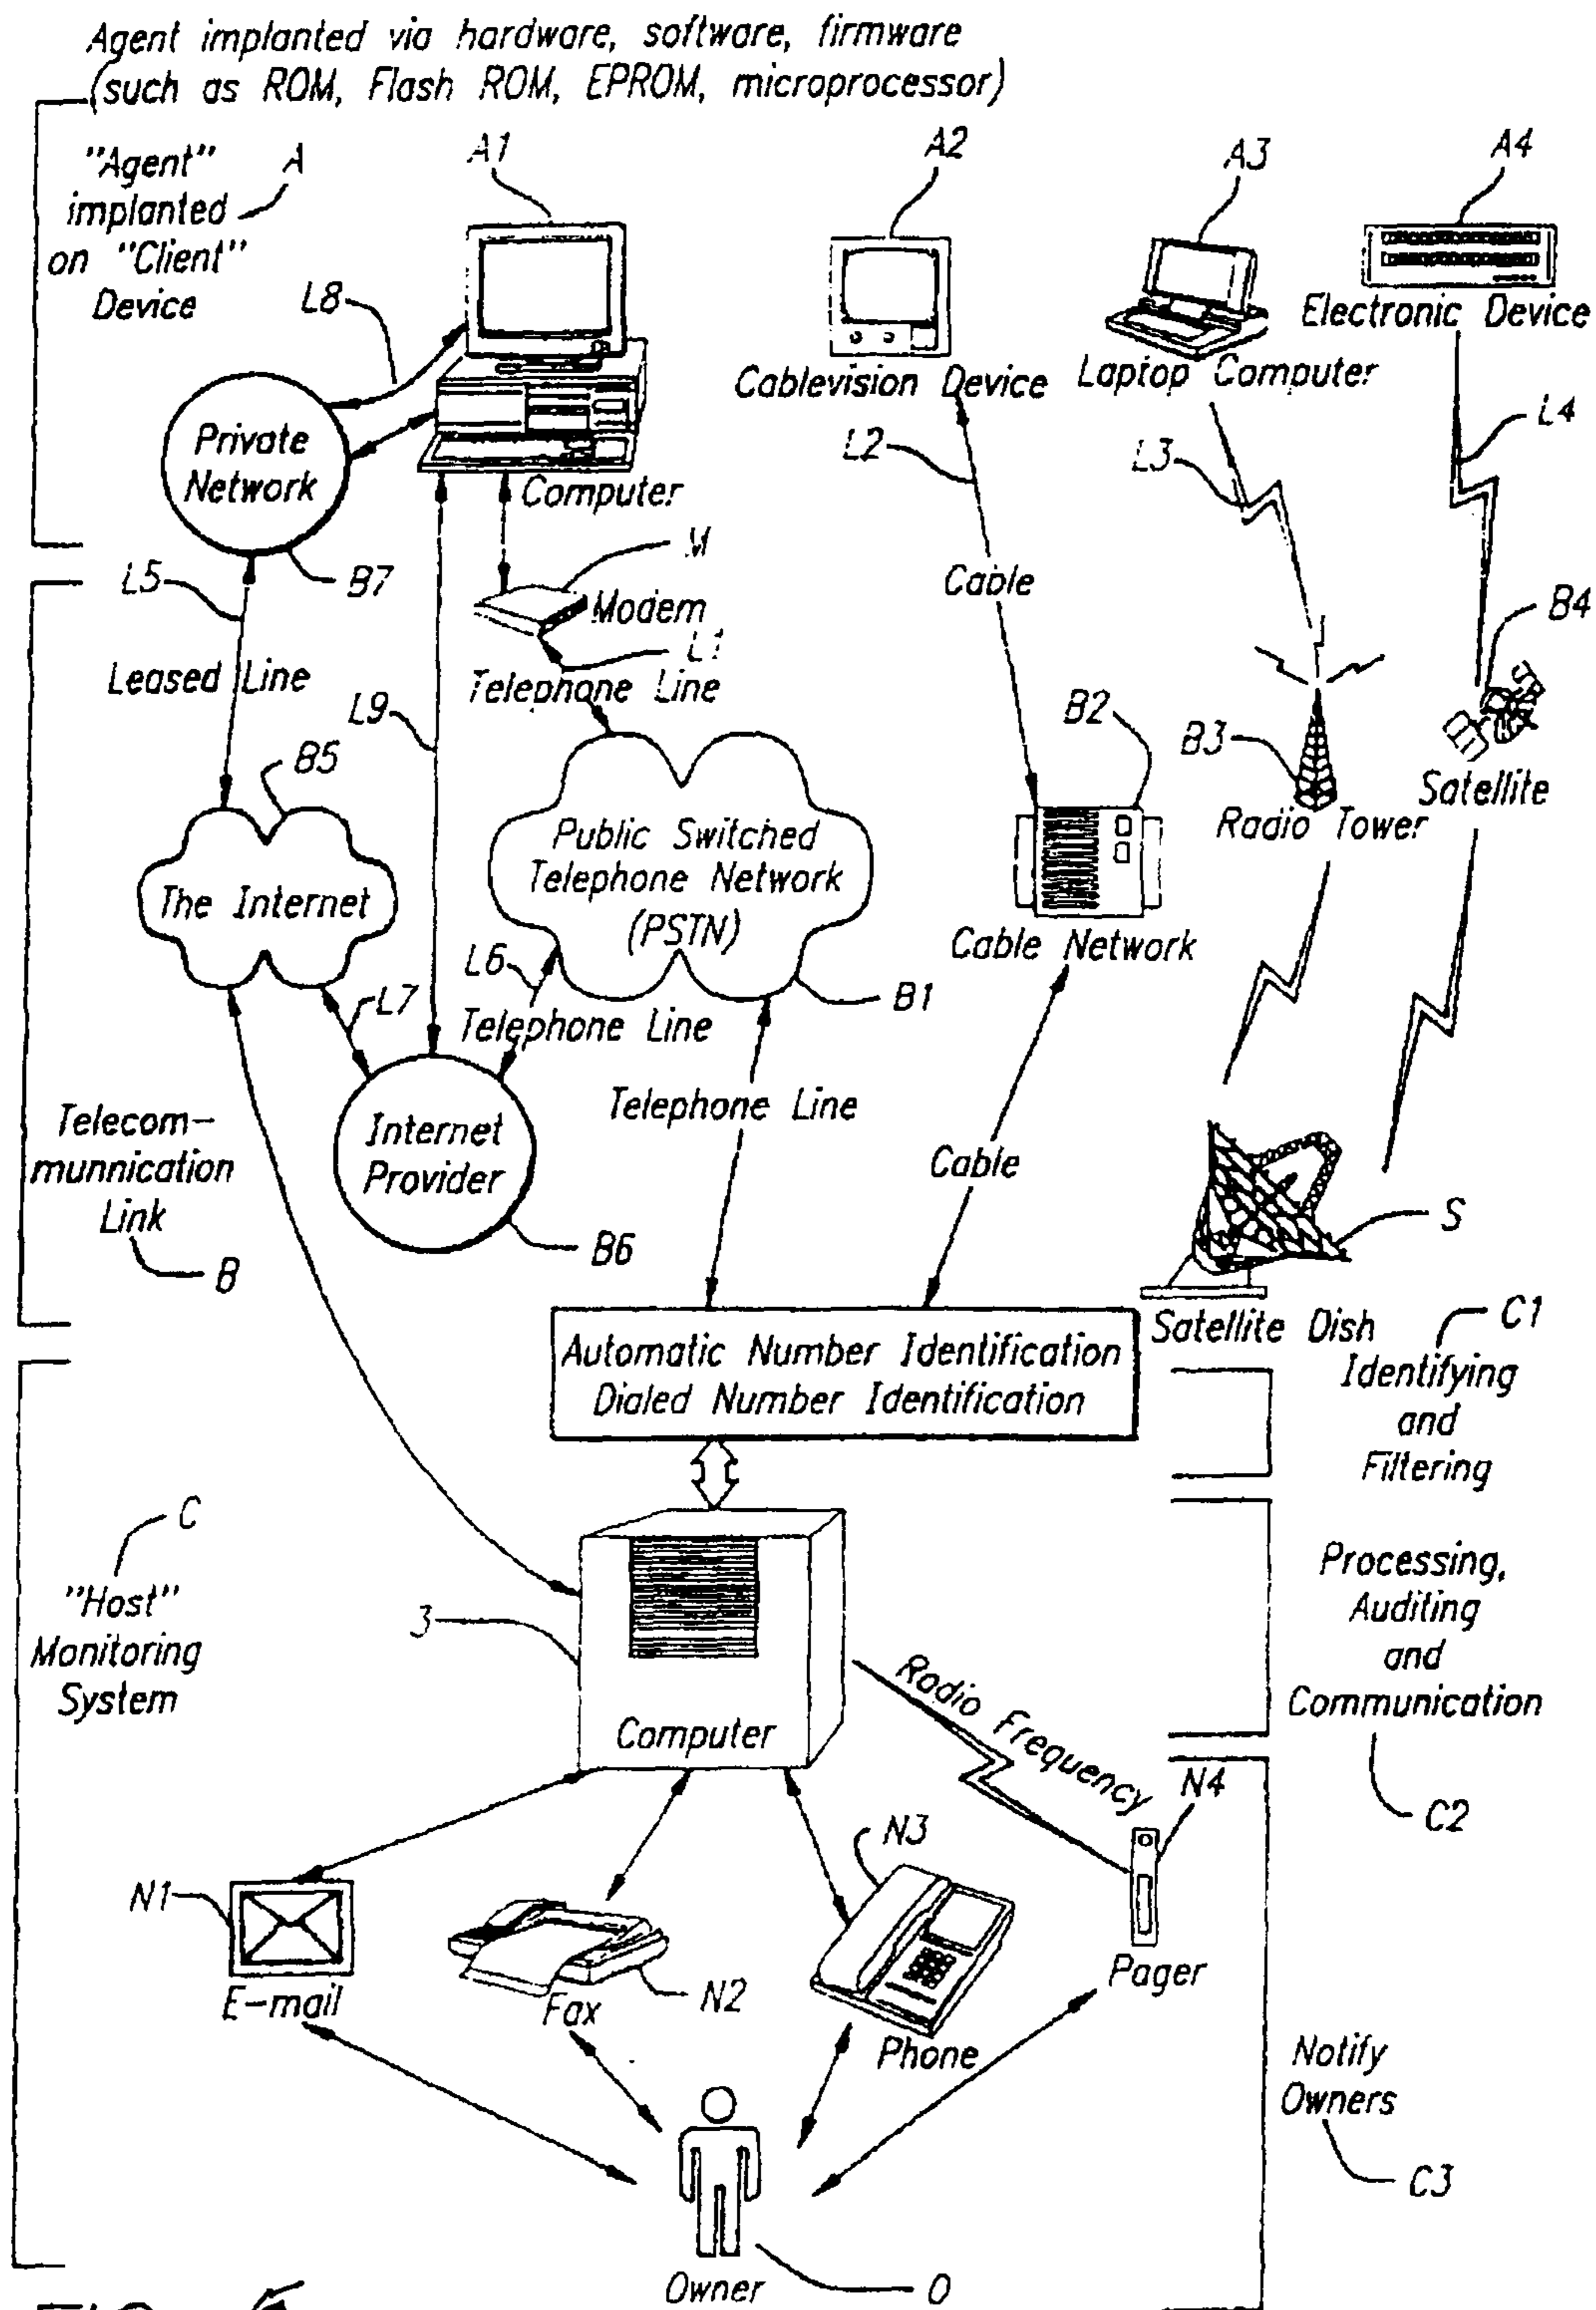 Agent implanted via hardware, software, firmware
(such as ROM, Flash ROM, EPROM, microprocessor)
"Agent"
implanted
on "Client"
Device
A
A1
A2
A3
A4
L8
Private
Network
Computer
Cablevision Device
Laptop Computer
Electronic Device
L2
L3
L4
L5
B7
M
Modem
Cable
B4
Leased Line
L1
Telephone Line
L9
B2
B3
B5
Satellite
Radio Tower
The Internet
Public Switched
Telephone Network
(PSTN)
Cable Network
L6
L7
B1
Telephone Line
Telephone Line
Telecom-
munnication
Link
B
Internet
Provider
B6
Cable
S
Satellite Dish
C1
Identifying
and
Filtering
Automatic Number Identification
Dialed Number Identification
C
"Host"
Monitoring
System
3
Computer
Processing,
Auditing
and
Communication
C2
Radio Frequency
N4
N3
N1
E-mail
N2
Fax
Phone
Pager
Notify
Owners
C3
Owner
O